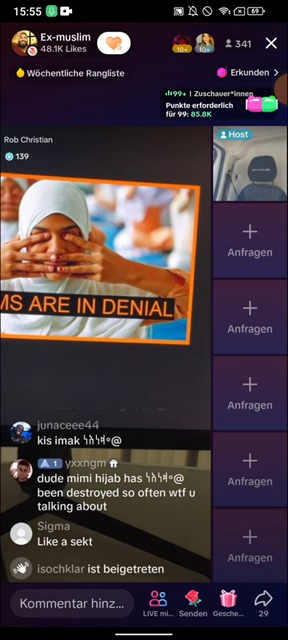 15:55
69
Ex-muslim
48.1K Likes
10+
10+
341
Wöchentliche Rangliste
Erkunden
99+ | Zuschauer*innen
Punkte erforderlich
für 99: 85.8K
Rob Christian
139
Host
MS ARE IN DENIAL
Anfragen
Anfragen
Anfragen
Anfragen
Anfragen
junaceee44
kis imak
A 1 yxxngm
dude mimi hijab has
been destroyed so often wtf u
talking about
Sigma
Like a sekt
isochklar ist beigetreten
Kommentar hinz...
LIVE mi...
Senden
Gesche...
29